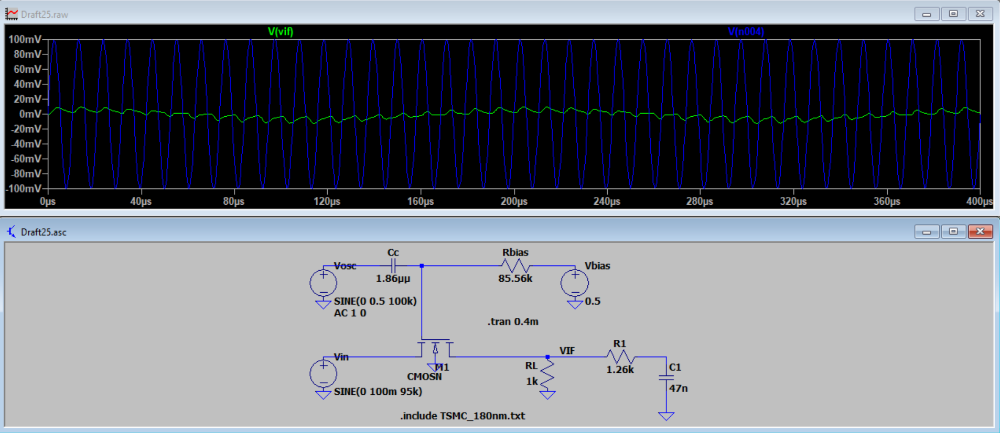 Draft25.raw
V(vif)
V(n004)
100mV
80mV
60mV
40mV
20mV
0mV
-20mV
-40mV
-60mV
-80mV
-100mV
0µs
40µs
80µs
120µs
160µs
200µs
240µs
280µs
320µs
360µs
400µs
Draft25.asc
Cc
Rbias
Vosc
Vbias
1.86µµ
85.56k
SINE(0 0.5 100k)
0.5
AC 1 0
.tran 0.4m
R1
VIF
Vin
RL
M1
1.26k
C1
CMOSN
1k
47n
SINE(0 100m 95k)
.include TSMC_180nm.txt